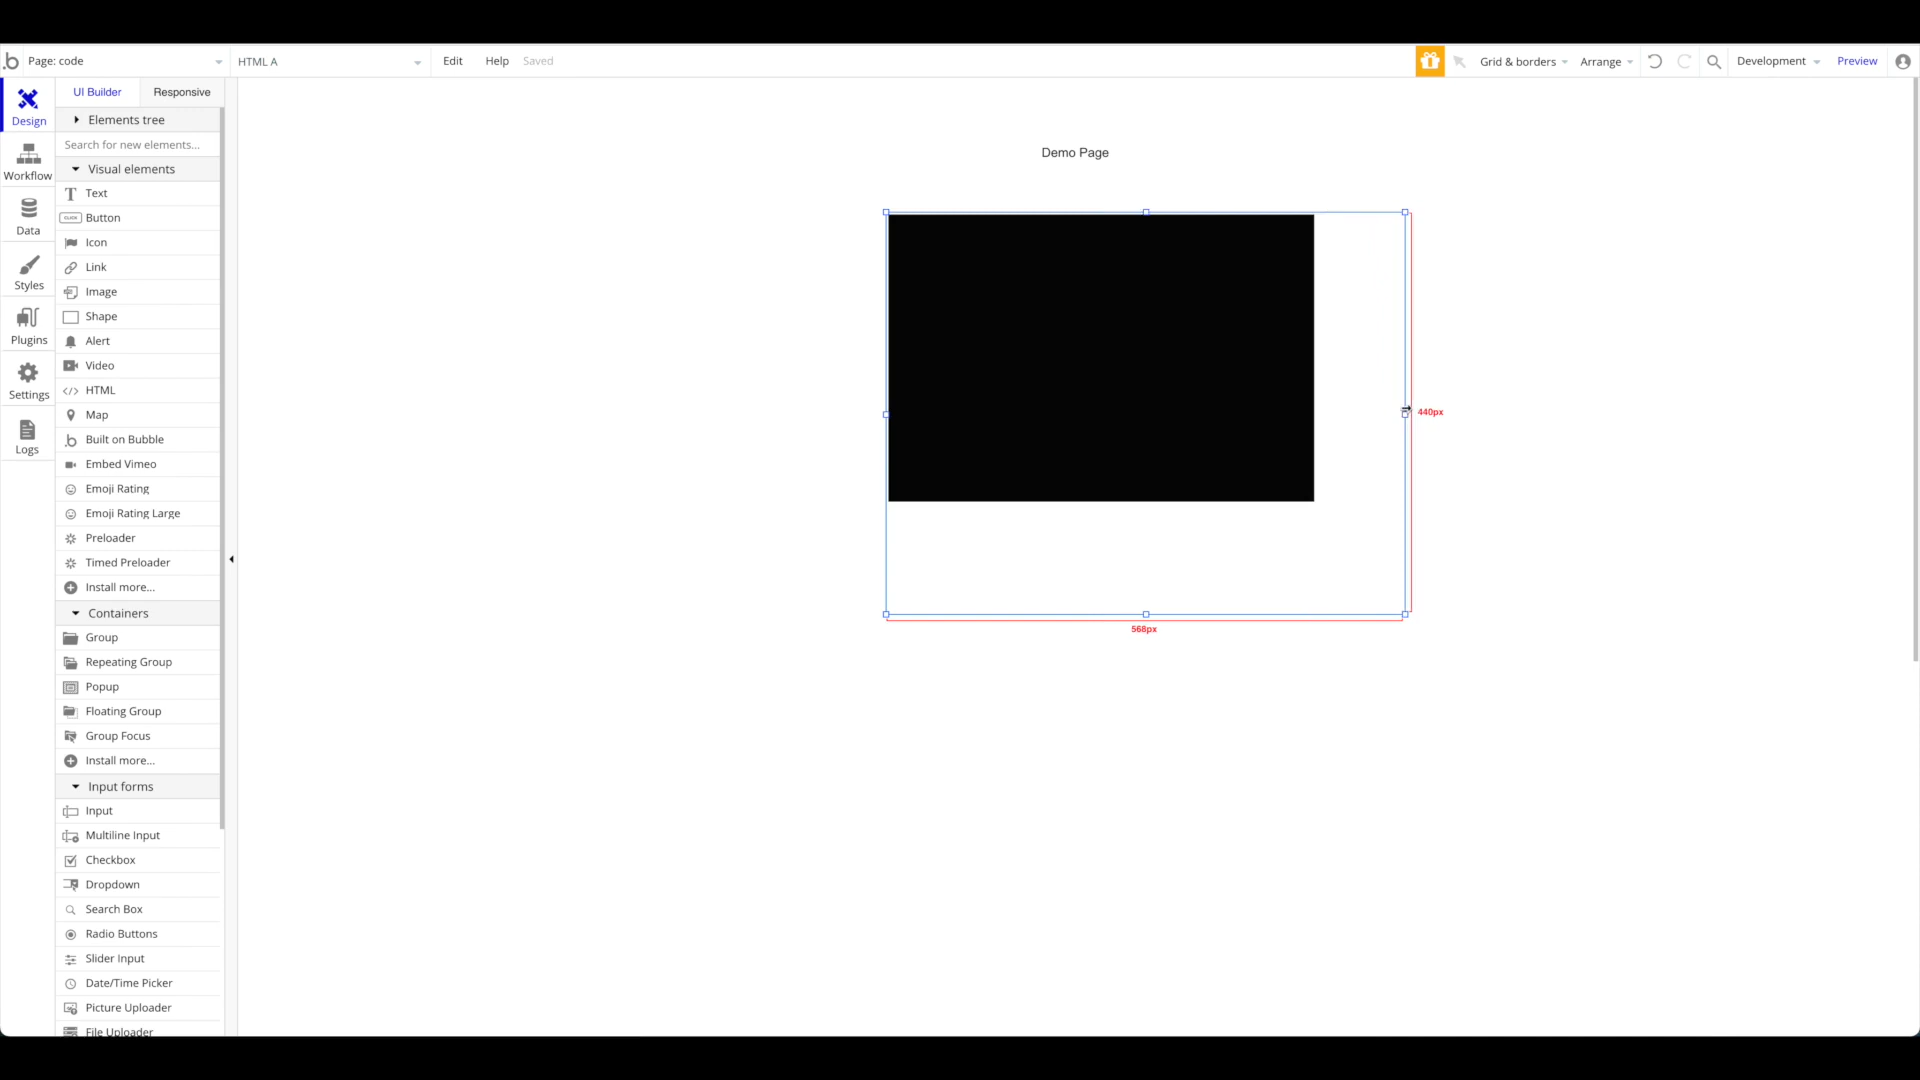 Page: code
HTML A
Edit
Help
Saved
Grid & borders
Arrange
Development
Preview
Design
Workflow
Data
Styles
Plugins
Settings
Logs
UI Builder
Responsive
Elements tree
Search for new elements...
Visual elements
Text
CLICK
Button
Icon
Link
Image
Shape
Alert
Video
HTML
Map
Built on Bubble
Embed Vimeo
Emoji Rating
Emoji Rating Large
Preloader
Timed Preloader
Install more...
Containers
Group
Repeating Group
Popup
Floating Group
Group Focus
Install more...
Input forms
Input
Multiline Input
Checkbox
Dropdown
Search Box
Radio Buttons
Slider Input
Date/Time Picker
Picture Uploader
File Uploader
Demo Page
440px
568px